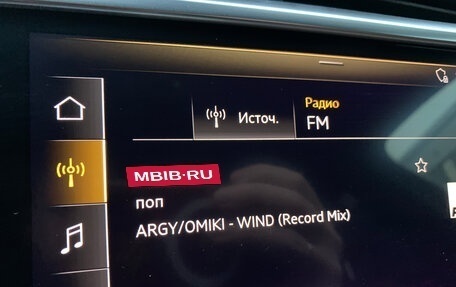 Радио
Источ.
FM
MBIB-RU
поп
ARGY/OMIKI - WIND (Record Mix)